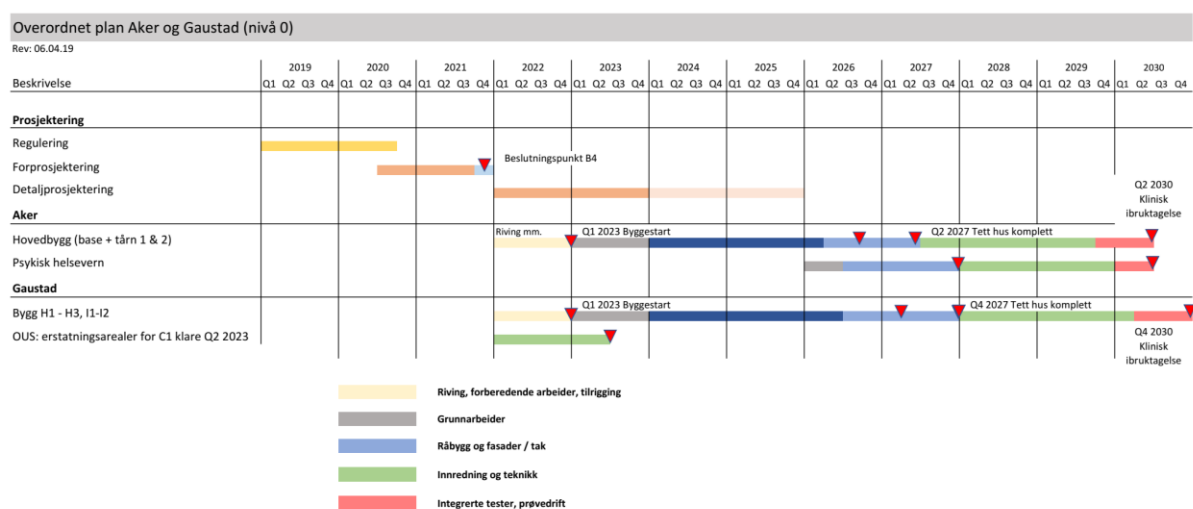 Overordnet plan Aker og Gaustad (nivå 0)
Rev: 06.04.19
2019 2020 2021 2022 2023 2024 2025 2026 2027 2028 2029 2030
Beskrivelse Q1 Q2 Q3 Q4 Q1 Q2 Q3 Q4 Q1 Q2 Q3 Q4 Q1 Q2 Q3 Q4 Q1 Q2 Q3 Q4 Q1 Q2 Q3 Q4 Q1 Q2 Q3 Q4 Q1 Q2 Q3 Q4 Q1 Q2 Q3 Q4 Q1 Q2 Q3 Q4 Q1 Q2 Q3 Q4 Q1 Q2 Q3 Q4
Prosjektering
Regulering
Forprosjektering Beslutningspunkt B4
Detaljprosjektering
Q2 2030
Klinisk
ibruktagelse
Aker
Hovedbygg (base + tårn 1 & 2) Riving mm. Q1 2023 Byggestart Q2 2027 Tett hus komplett
Psykisk helsevern
Gaustad
Bygg H1 - H3, I1-I2 Q1 2023 Byggestart Q4 2027 Tett hus komplett
OUS: erstatningsarealer for C1 klare Q2 2023
Q4 2030
Klinisk
ibruktagelse
Riving, forberedende arbeider, tilrigging
Grunnarbeider
Råbygg og fasader / tak
Innredning og teknikk
Integrerte tester, prøvedrift